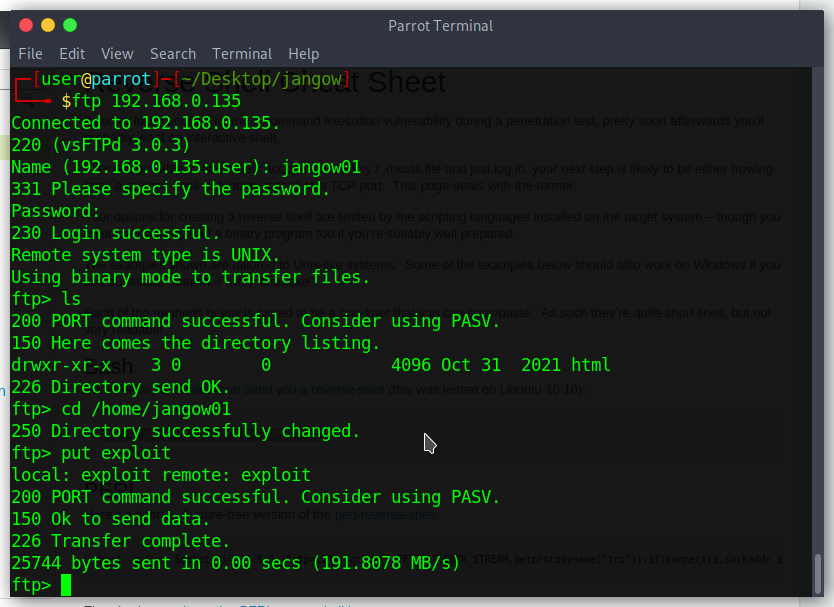 Parrot Terminal
File Edit View Search Terminal Help
[user@parrot]─[~/Desktop/jangow]
$ftp 192.168.0.135
Connected to 192.168.0.135.
220 (vsFTPd 3.0.3)
Name (192.168.0.135:user): jangow01
331 Please specify the password.
Password:
230 Login successful.
Remote system type is UNIX.
Using binary mode to transfer files.
ftp> ls
200 PORT command successful. Consider using PASV.
150 Here comes the directory listing.
drwxr-xr-x    3 0        0            4096 Oct 31  2021 html
226 Directory send OK.
ftp> cd /home/jangow01
250 Directory successfully changed.
ftp> put exploit
local: exploit remote: exploit
200 PORT command successful. Consider using PASV.
150 Ok to send data.
226 Transfer complete.
25744 bytes sent in 0.00 secs (191.8078 MB/s)
ftp>